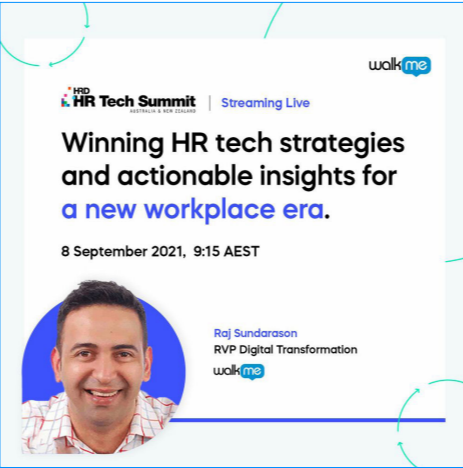 walkme
HRD
HR Tech Summit
AUSTRALIA & NEW ZEALAND
Streaming Live
Winning HR tech strategies
and actionable insights for
a new workplace era.
8 September 2021, 9:15 AEST
Raj Sundarason
RVP Digital Transformation
walkme